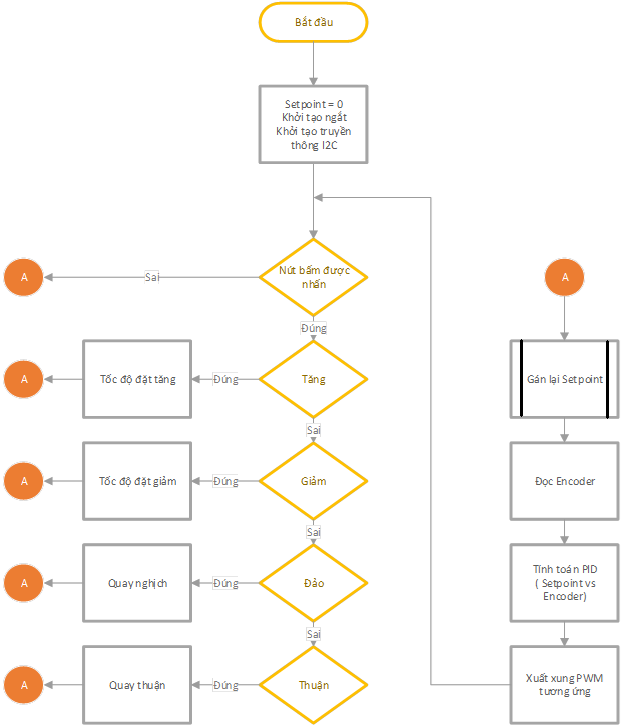 Bắt đầu
Setpoint = 0
Khởi tạo ngắt
Khởi tạo truyền
thông I2C
Nút bấm được
nhấn
Sai
A
Đúng
Tăng
Đúng
Tốc độ đặt tăng
A
Sai
Giảm
Đúng
Tốc độ đặt giảm
A
Sai
Đảo
Đúng
Quay nghịch
A
Sai
Thuận
Đúng
Quay thuận
A
A
Gán lại Setpoint
Đọc Encoder
Tính toán PID
( Setpoint vs
Encoder)
Xuất xung PWM
tương ứng